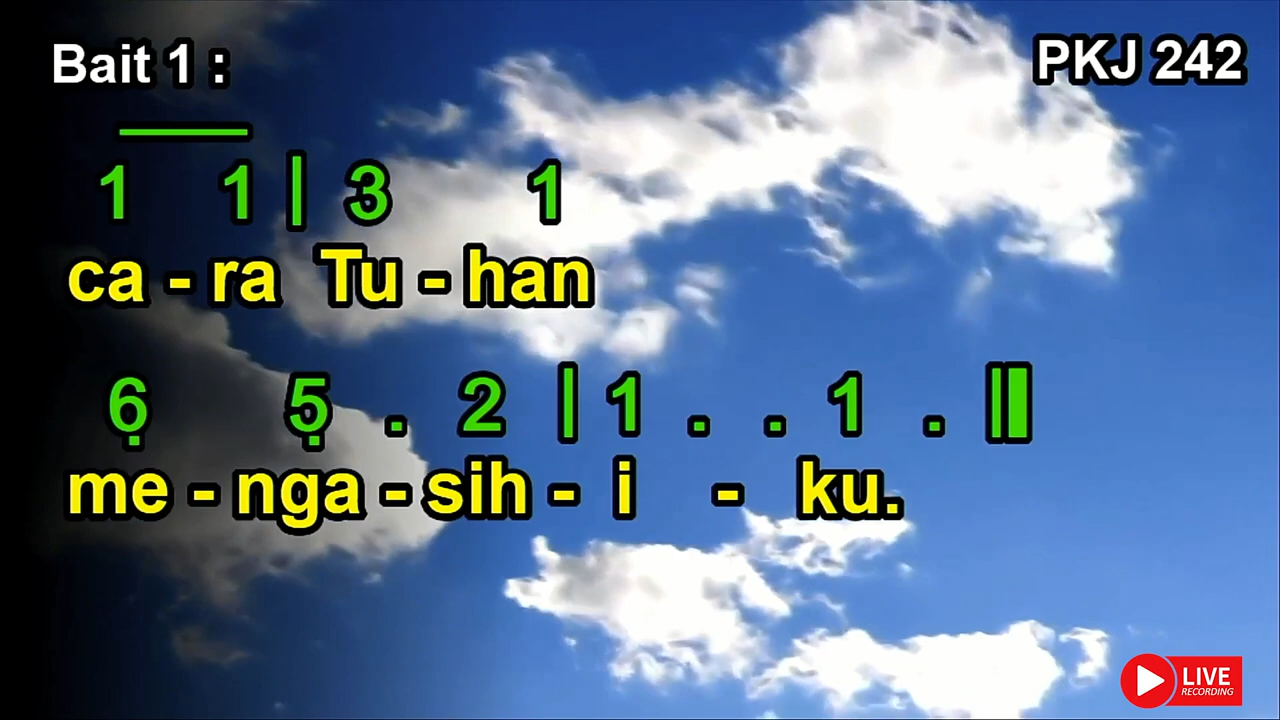 Bait 1 :
PKJ 242
1 1 | 3 1
ca - ra Tu - han
6̣ 5̣ . 2 | 1 . . 1 . ||
me - nga - sih - i - ku.
LIVE
RECORDING